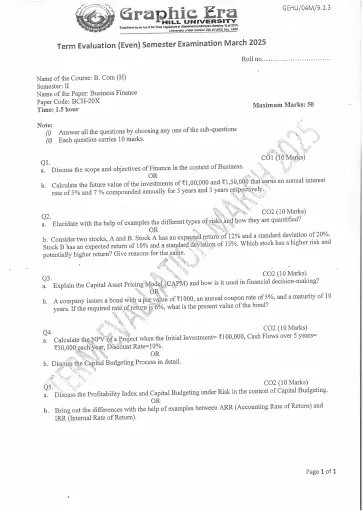 GEHU/04M/9.1.3
Graphic Era
HILL UNIVERSITY
Term Evaluation (Even) Semester Examination March 2025
Roll no..............................
Name of the Course: B. Com (H)
Semester: II
Name of the Paper: Business Finance
Paper Code: BCH-20X
Time: 1.5 hour
Maximum Marks: 50
Note:
(i) Answer all the questions by choosing any one of the sub-questions
(ii) Each question carries 10 marks.
Q1.
CO1 (10 Marks)
a. Discuss the scope and objectives of Finance in the context of Business.
OR
b. Calculate the future value of the investments of ₹1,00,000 and ₹1,50,000 that earns an annual interest
rate of 5% and 7 % compounded annually for 5 years and 3 years respectively.
Q2.
CO2 (10 Marks)
a. Elucidate with the help of examples the different types of risks and how they are quantified?
OR
b. Consider two stocks, A and B. Stock A has an expected return of 12% and a standard deviation of 20%.
Stock B has an expected return of 10% and a standard deviation of 15%. Which stock has a higher risk and
potentially higher return? Give reasons for the same.
Q3.
CO2 (10 Marks)
a. Explain the Capital Asset Pricing Model (CAPM) and how is it used in financial decision-making?
OR
b. A company issues a bond with a par value of ₹1000, an annual coupon rate of 5%, and a maturity of 10
years. If the required rate of return is 6%, what is the present value of the bond?
Q4.
CO2 (10 Marks)
a. Calculate the NPV of a Project when the Initial Investment= ₹100,000, Cash Flows over 5 years=
₹30,000 each year, Discount Rate=10%.
OR
b. Discuss the Capital Budgeting Process in detail.
Q5.
CO2 (10 Marks)
a. Discuss the Profitability Index and Capital Budgeting under Risk in the context of Capital Budgeting.
OR
b. Bring out the differences with the help of examples between ARR (Accounting Rate of Return) and
IRR (Internal Rate of Return).
TERM EVALUATION MARCH 2025
Page 1 of 1